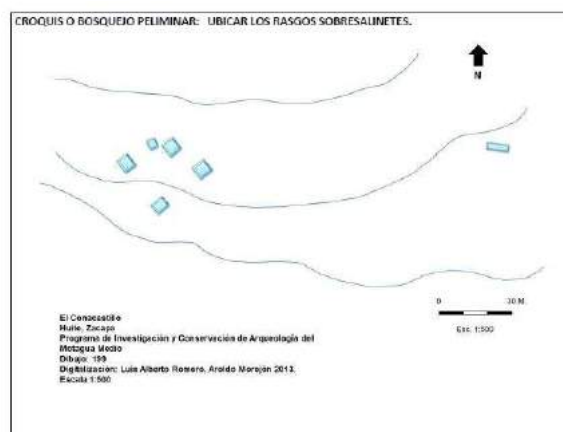 CROQUIS O BOSQUEJO PELIMINAR: UBICAR LOS RASGOS SOBRESALINETES.
N
El Conacastillo
Huite, Zacapa
Programa de Investigación y Conservación de Arqueología del
Motagua Medio
Dibujo: 199
Digitalización: Luis Alberto Romero, Aroldo Morejón 2013.
Escala 1:500
0 30 M
Esc. 1:500